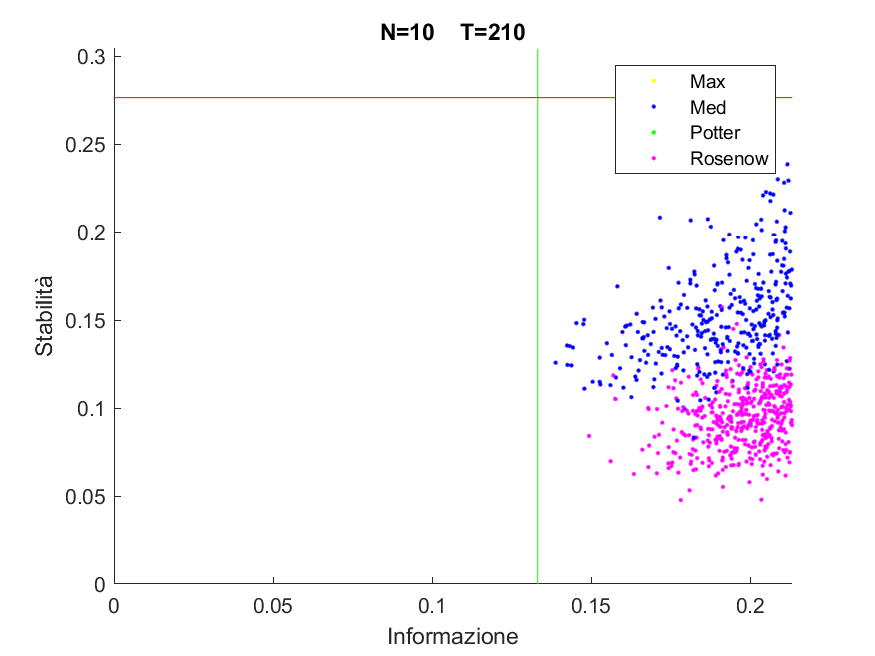 N=10 T=210
0.3
0.25
0.2
0.15
0.1
0.05
0
Stabilità
Max
Med
Potter
Rosenow
0 0.05 0.1 0.15 0.2
Informazione